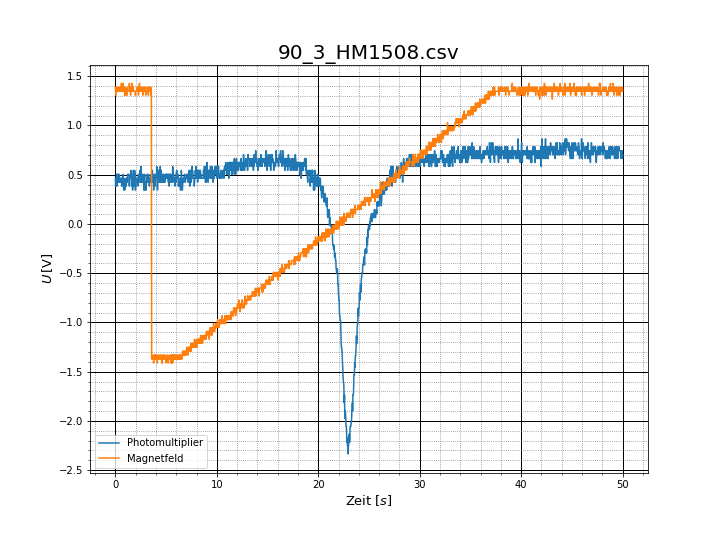 90_3_HM1508.csv
1.5
1.0
0.5
0.0
−0.5
−1.0
−1.5
−2.0
−2.5
U [V]
Photomultiplier
Magnetfeld
0 10 20 30 40 50
Zeit [s]